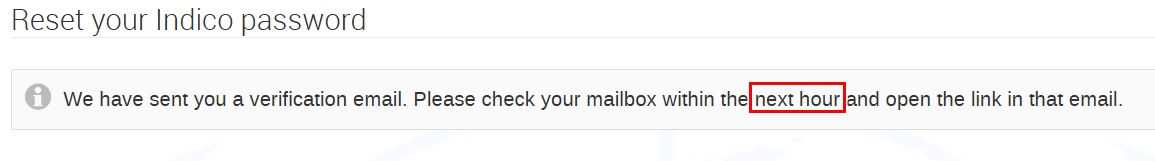 Reset your Indico password
We have sent you a verification email. Please check your mailbox within the next hour and open the link in that email.